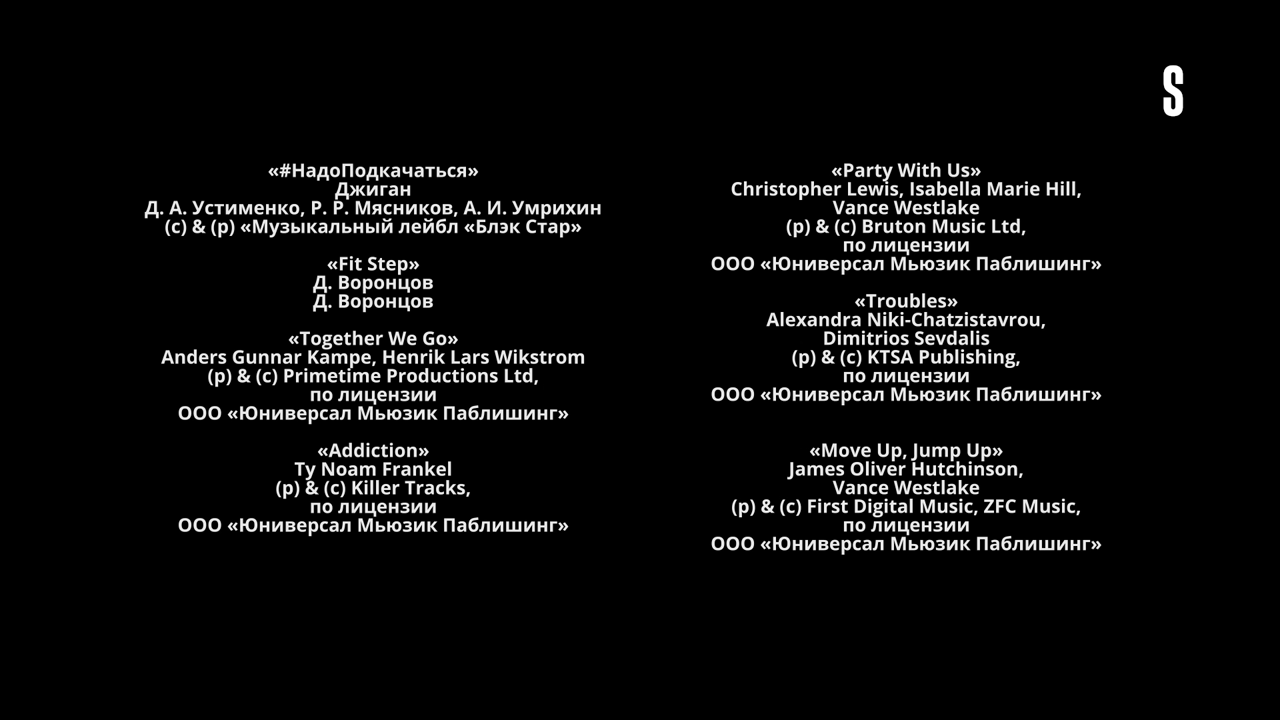 S
«#НадоПодкачаться»
Джиган
Д. А. Устименко, Р. Р. Мясников, А. И. Умрихин
(c) & (p) «Музыкальный лейбл «Блэк Стар»
«Fit Step»
Д. Воронцов
Д. Воронцов
«Together We Go»
Anders Gunnar Kampe, Henrik Lars Wikstrom
(p) & (c) Primetime Productions Ltd,
по лицензии
ООО «Юниверсал Мьюзик Паблишинг»
«Addiction»
Ty Noam Frankel
(p) & (c) Killer Tracks,
по лицензии
ООО «Юниверсал Мьюзик Паблишинг»
«Party With Us»
Christopher Lewis, Isabella Marie Hill,
Vance Westlake
(p) & (c) Bruton Music Ltd,
по лицензии
ООО «Юниверсал Мьюзик Паблишинг»
«Troubles»
Alexandra Niki-Chatzistavrou,
Dimitrios Sevdalis
(p) & (c) KTSA Publishing,
по лицензии
ООО «Юниверсал Мьюзик Паблишинг»
«Move Up, Jump Up»
James Oliver Hutchinson,
Vance Westlake
(p) & (c) First Digital Music, ZFC Music,
по лицензии
ООО «Юниверсал Мьюзик Паблишинг»